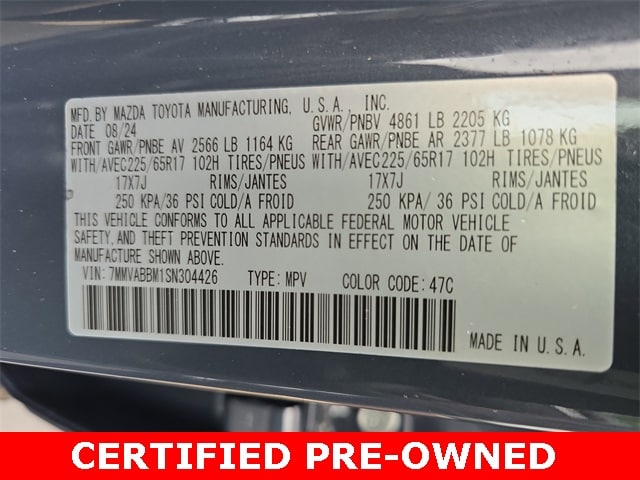 MFD. BY MAZDA TOYOTA MANUFACTURING, U.S.A., INC.
DATE 08/24 GVWR/PNBV 4861 LB 2205 KG
FRONT GAWR/PNBE AV 2566 LB 1164 KG REAR GAWR/PNBE AR 2377 LB 1078 KG
WITH/AVEC225/65R17 102H TIRES/PNEUS WITH/AVEC225/65R17 102H TIRES/PNEUS
17X7J RIMS/JANTES 17X7J RIMS/JANTES
250 KPA/36 PSI COLD/A FROID 250 KPA/ 36 PSI COLD/A FROID
THIS VEHICLE CONFORMS TO ALL APPLICABLE FEDERAL MOTOR VEHICLE
SAFETY, AND THEFT PREVENTION STANDARDS IN EFFECT ON THE DATE OF
MANUFACTURE SHOWN ABOVE.
VIN: 7MMVABBM1SN304426 TYPE: MPV COLOR CODE: 47C
MADE IN U.S.A.
CERTIFIED PRE-OWNED